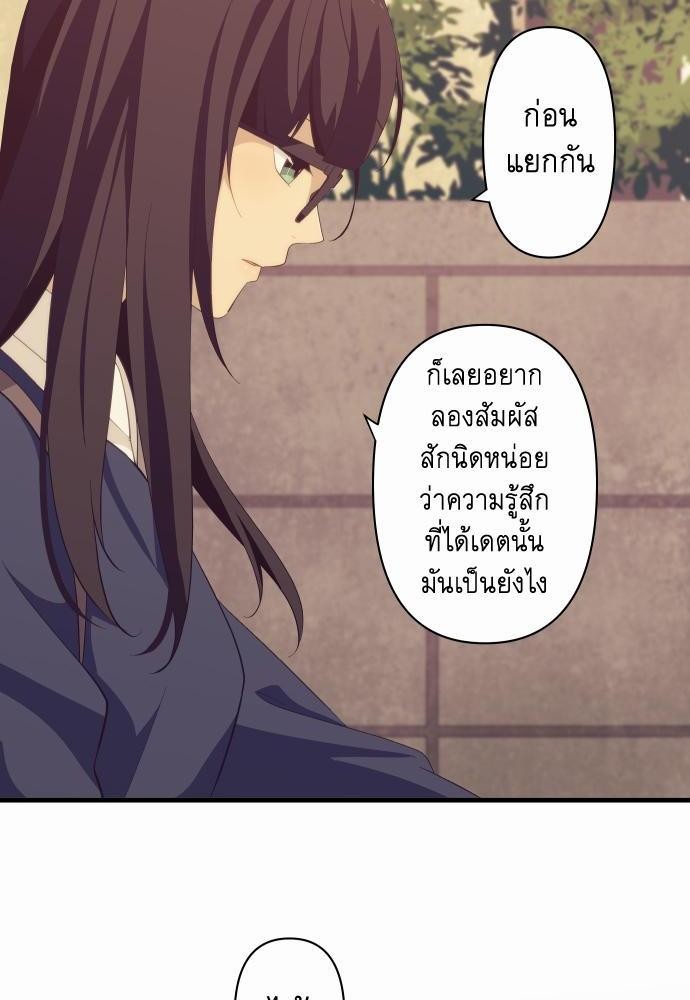 ก่อน
แยกกัน
ก็เลยอยาก
ลองสัมผัส
สักนิดหน่อย
ว่าความรู้สึก
ที่ได้เดตนั้น
มันเป็นยังไง